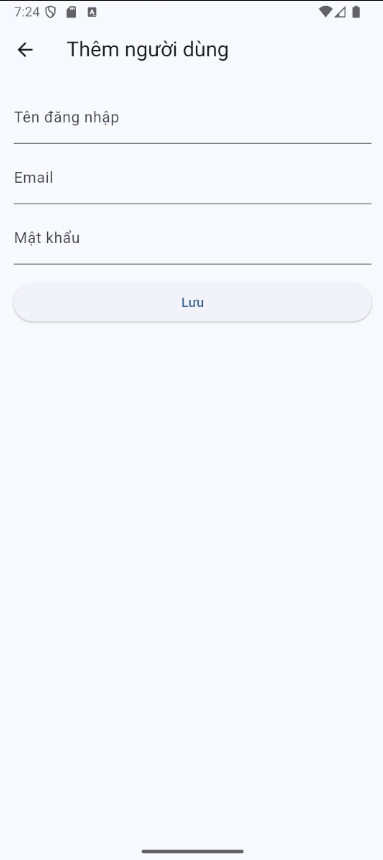 7:24
Thêm người dùng
Tên đăng nhập
Email
Mật khẩu
Lưu